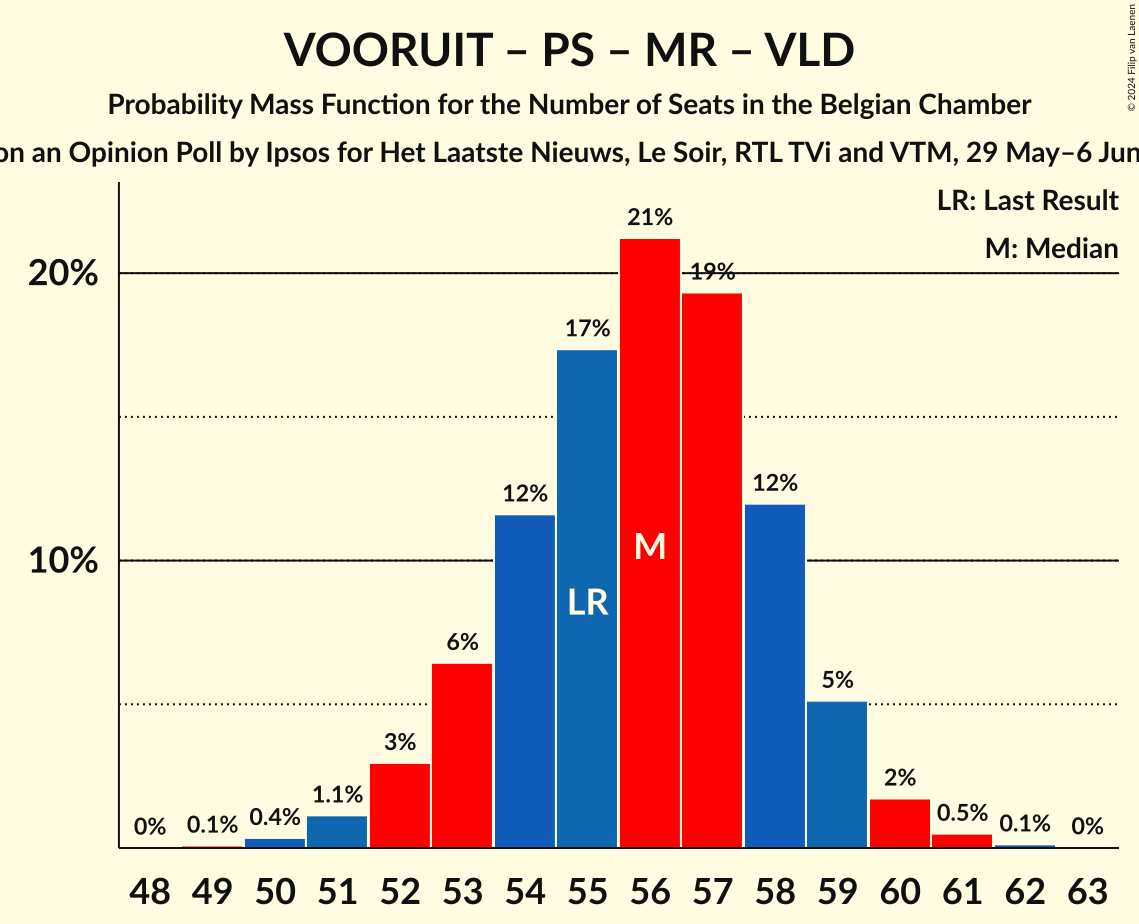 VOORUIT – PS – MR – VLD
Probability Mass Function for the Number of Seats in the Belgian Chamber
on an Opinion Poll by Ipsos for Het Laatste Nieuws, Le Soir, RTL TVi and VTM, 29 May–6 Jun
© 2024 Filip van Laenen
LR: Last Result
M: Median
20%
10%
0%
0.1%
0.4%
1.1%
3%
6%
12%
17%
21%
19%
12%
5%
2%
0.5%
0.1%
0%
LR
M
48 49 50 51 52 53 54 55 56 57 58 59 60 61 62 63